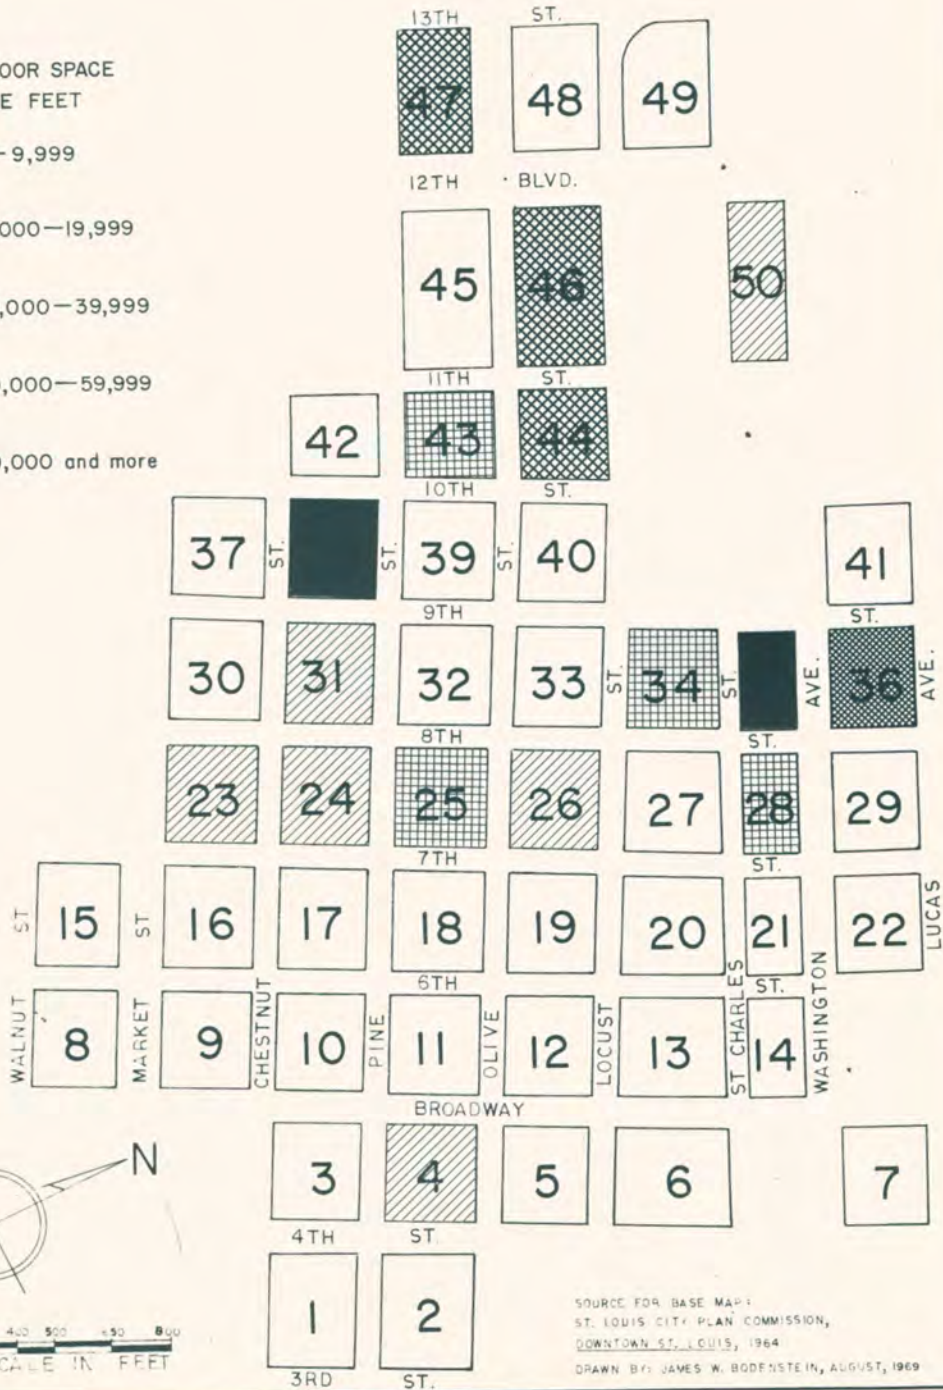 13TH ST.
OOR SPACE
E FEET
-9,999
000—19,999
,000—39,999
,000—59,999
,000 and more
47 48 49
12TH BLVD.
45 46 50
11TH ST.
42 43 44
10TH ST.
37 ST. ST. 39 ST. 40 41
9TH ST.
30 31 32 33 ST. 34 ST. AVE. 36 AVE.
8TH ST.
23 24 25 26 27 28 29
7TH ST.
ST 15 ST 16 17 18 19 20 21 22 LUCAS
6TH ST.
WALNUT 8 MARKET 9 CHESTNUT 10 PINE 11 OLIVE 12 LOCUST 13 ST CHARLES 14 WASHINGTON
BROADWAY
N
3 4 5 6 7
4TH ST.
1 2
3RD ST.
400 500 650 800
CALE IN FEET
SOURCE FOR BASE MAP:
ST. LOUIS CITY PLAN COMMISSION,
DOWNTOWN ST. LOUIS, 1964
DRAWN BY: JAMES W. BODENSTEIN, AUGUST, 1969